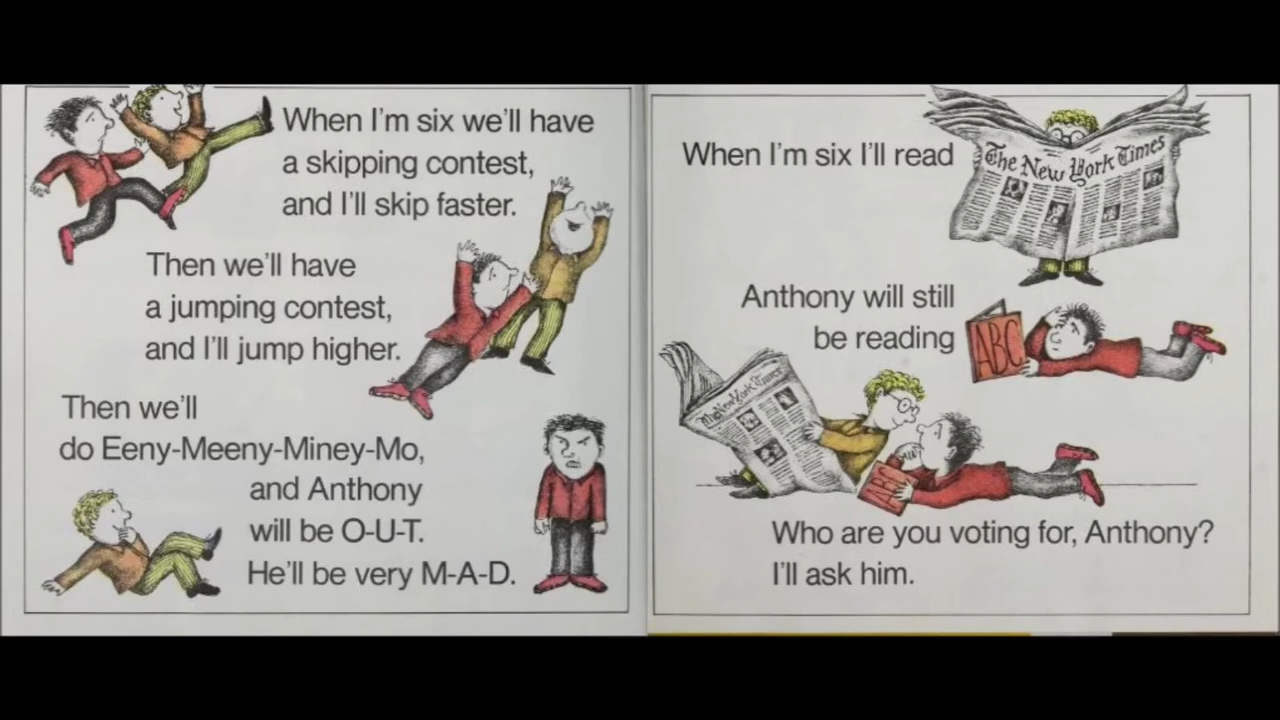 When I'm six we'll have
a skipping contest,
and I'll skip faster.
Then we'll have
a jumping contest,
and I'll jump higher.
Then we'll
do Eeny-Meeny-Miney-Mo,
and Anthony
will be O-U-T.
He'll be very M-A-D.
When I'm six I'll read
The New York Times
Anthony will still
be reading
ABC
The New York Times
ABC
Who are you voting for, Anthony?
I'll ask him.